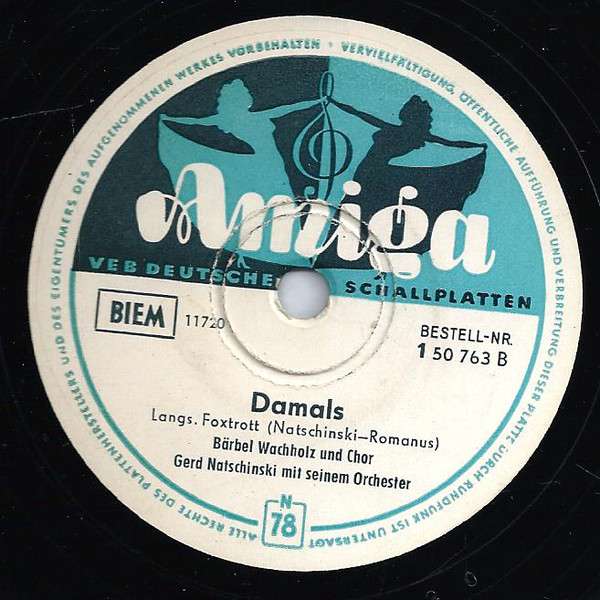 ALLE RECHTE DES PLATTENHERSTELLERS UND DES EIGENTUMERS DES AUFGENOMMENEN WERKES VORBEHALTEN · VERVIELFÄLTIGUNG, ÖFFENTLICHE AUFFÜHRUNG UND VERBREITUNG DIESER PLATTE DURCH RUNDFUNK IST UNTERSAGT
Amiga
VEB DEUTSCHE SCHALLPLATTEN
BIEM 11720
BESTELL-NR.
1 50 763 B
Damals
Langs. Foxtrott (Natschinski—Romanus)
Bärbel Wachholz und Chor
Gerd Natschinski mit seinem Orchester
N
78